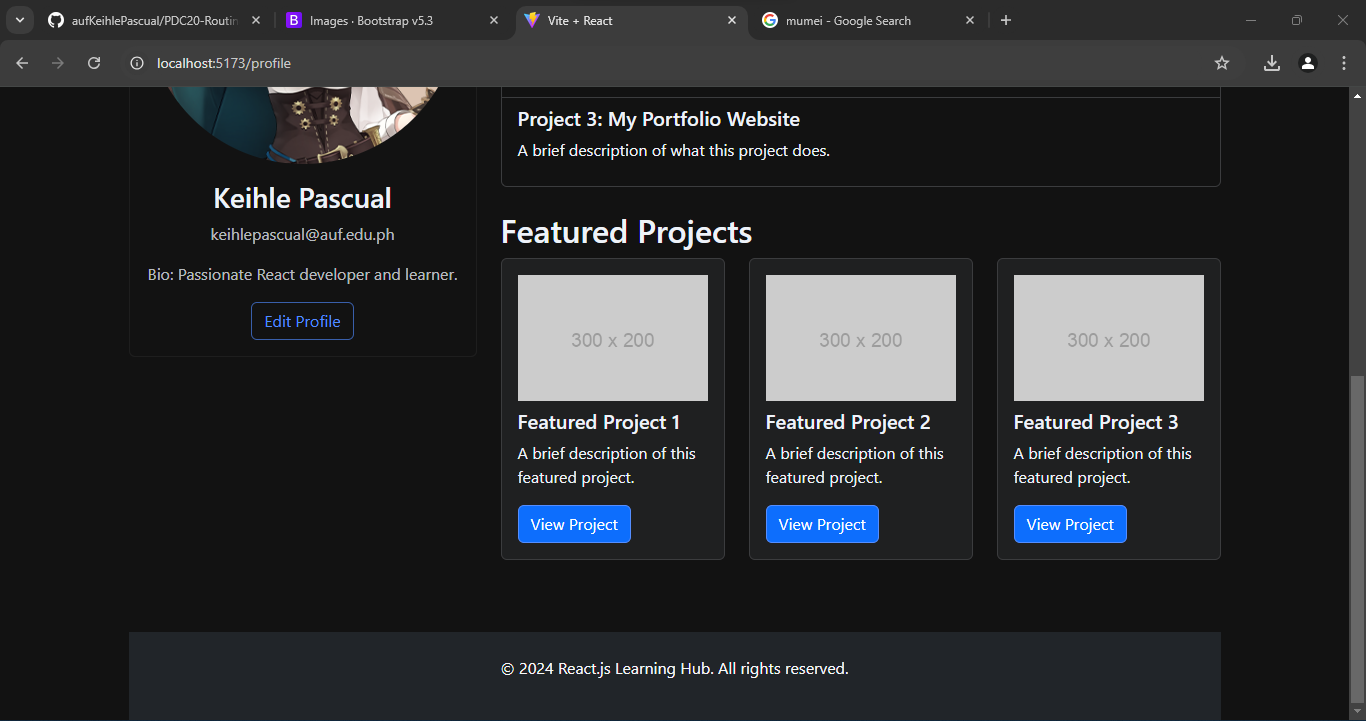 aufKeihlePascual/PDC20-Routin
Images · Bootstrap v5.3
Vite + React
mumei - Google Search
localhost:5173/profile
Keihle Pascual
keihlepascual@auf.edu.ph
Bio: Passionate React developer and learner.
Edit Profile
Project 3: My Portfolio Website
A brief description of what this project does.
Featured Projects
300 x 200
Featured Project 1
A brief description of this
featured project.
View Project
300 x 200
Featured Project 2
A brief description of this
featured project.
View Project
300 x 200
Featured Project 3
A brief description of this
featured project.
View Project
© 2024 React.js Learning Hub. All rights reserved.